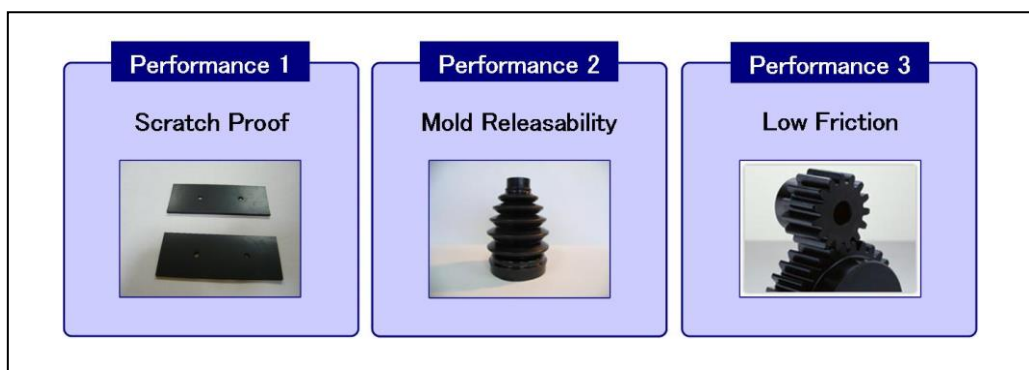 Performance 1
Scratch Proof
Performance 2
Mold Releasability
Performance 3
Low Friction